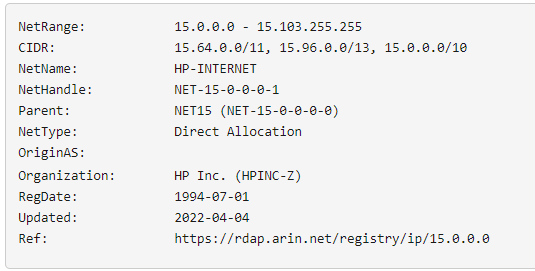 NetRange: 15.0.0.0 - 15.103.255.255
CIDR: 15.64.0.0/11, 15.96.0.0/13, 15.0.0.0/10
NetName: HP-INTERNET
NetHandle: NET-15-0-0-0-1
Parent: NET15 (NET-15-0-0-0-0)
NetType: Direct Allocation
OriginAS:
Organization: HP Inc. (HPINC-Z)
RegDate: 1994-07-01
Updated: 2022-04-04
Ref: https://rdap.arin.net/registry/ip/15.0.0.0